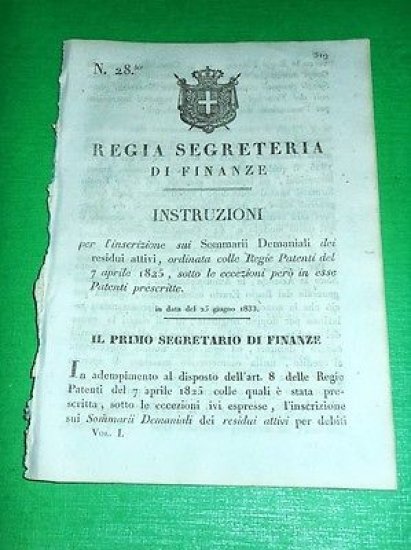 N. 28.
REGIA SEGRETERIA
DI FINANZE
INSTRUZIONI
per l'inscrizione sui Sommarii Demaniali dei
residui attivi, ordinata colle Regie Patenti del
7 aprile 1825, sotto le eccezioni però in esse
Patenti prescritte.
in data del 25 giugno 1833.
IL PRIMO SEGRETARIO DI FINANZE
In adempimento al disposto dell'art. 8 delle Regie
Patenti del 7 aprile 1825 colle quali è stata pre-
scritta, sotto le eccezioni ivi espresse, l'inscrizione
sui Sommarii Demaniali dei residui attivi per debiti
VOL. I.